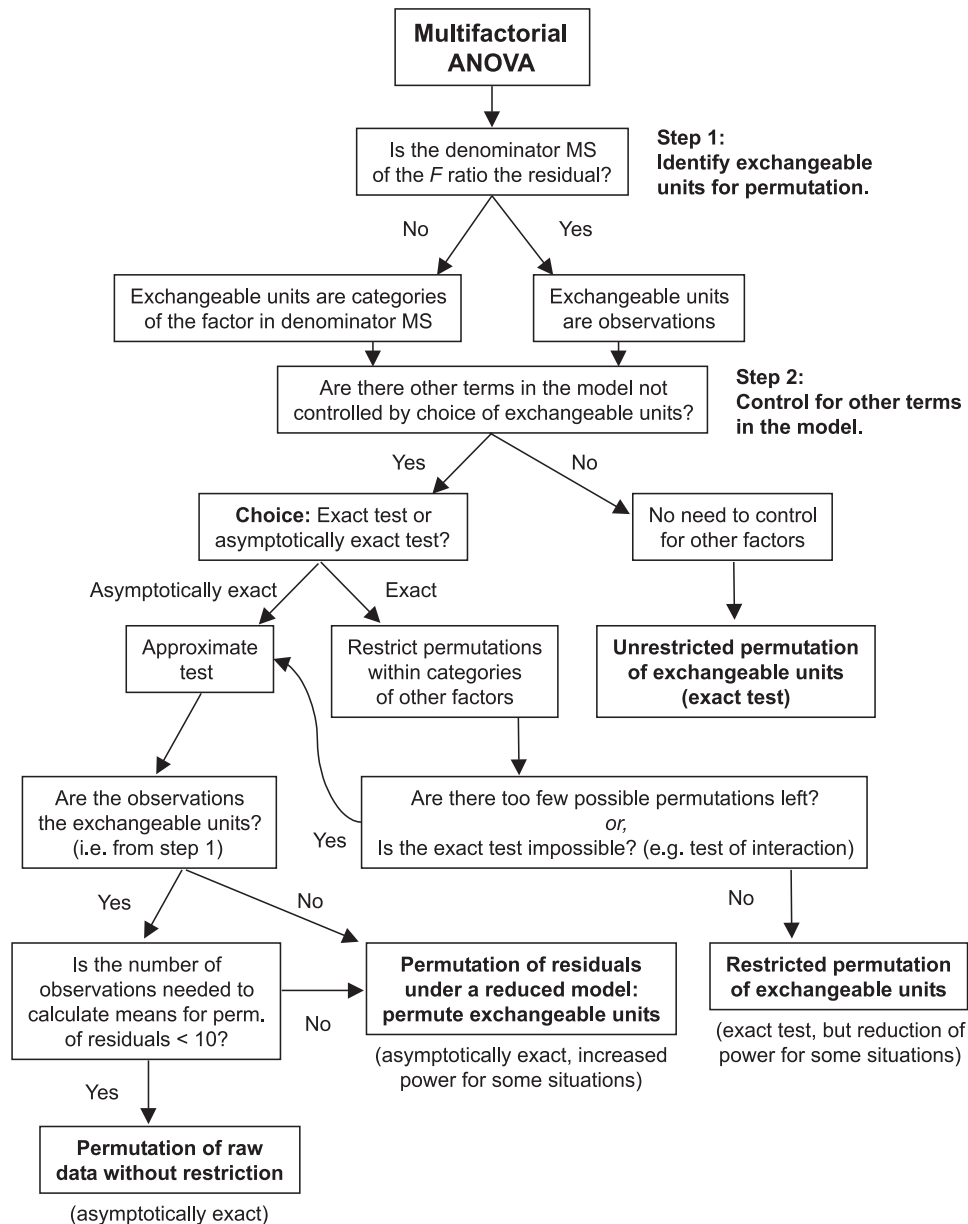 Multifactorial
ANOVA
Is the denominator MS
of the F ratio the residual?
Step 1:
Identify exchangeable
units for permutation.
No
Yes
Exchangeable units are categories
of the factor in denominator MS
Exchangeable units
are observations
Are there other terms in the model not
controlled by choice of exchangeable units?
Step 2:
Control for other terms
in the model.
Yes
No
Choice: Exact test or
asymptotically exact test?
No need to control
for other factors
Asymptotically exact
Exact
Approximate
test
Restrict permutations
within categories
of other factors
Unrestricted permutation
of exchangeable units
(exact test)
Are the observations
the exchangeable units?
(i.e. from step 1)
Yes
Are there too few possible permutations left?
or,
Is the exact test impossible? (e.g. test of interaction)
Yes
No
No
Is the number of
observations needed to
calculate means for perm.
of residuals < 10?
No
Permutation of residuals
under a reduced model:
permute exchangeable units
(asymptotically exact, increased
power for some situations)
Restricted permutation
of exchangeable units
(exact test, but reduction of
power for some situations)
Yes
Permutation of raw
data without restriction
(asymptotically exact)